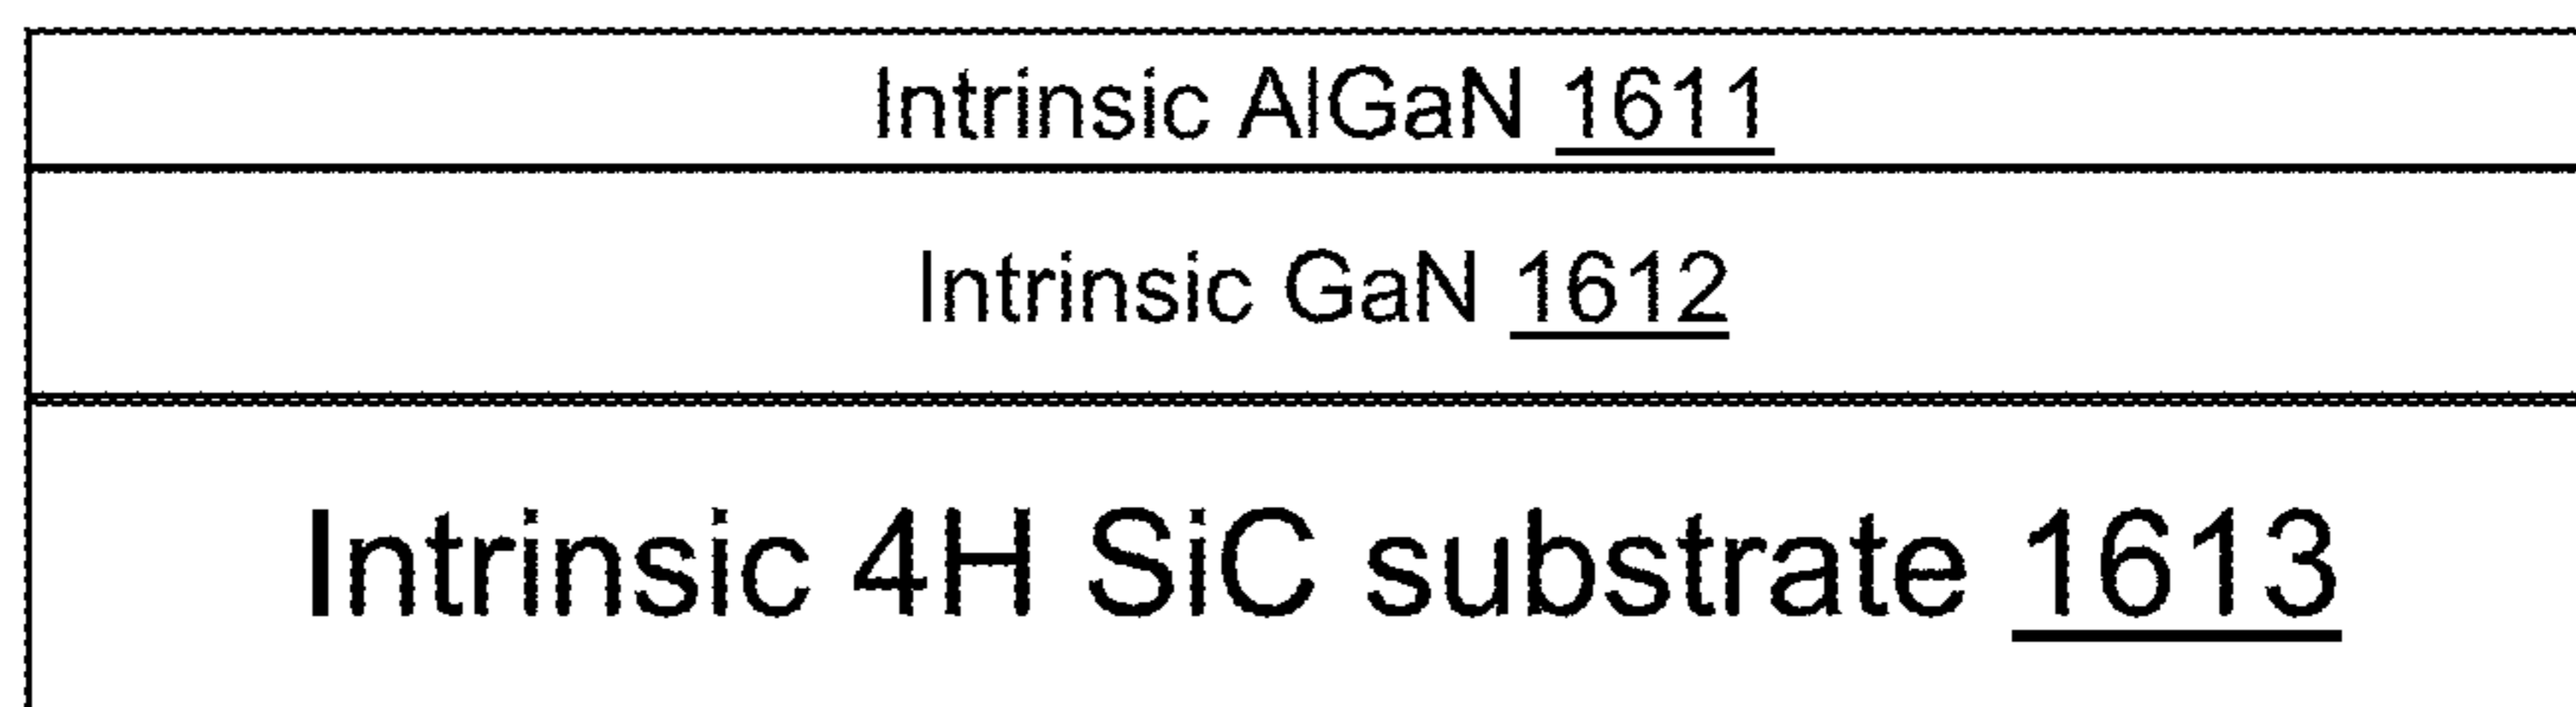 Intrinsic AlGaN 1611
Intrinsic GaN 1612
Intrinsic 4H SiC substrate 1613